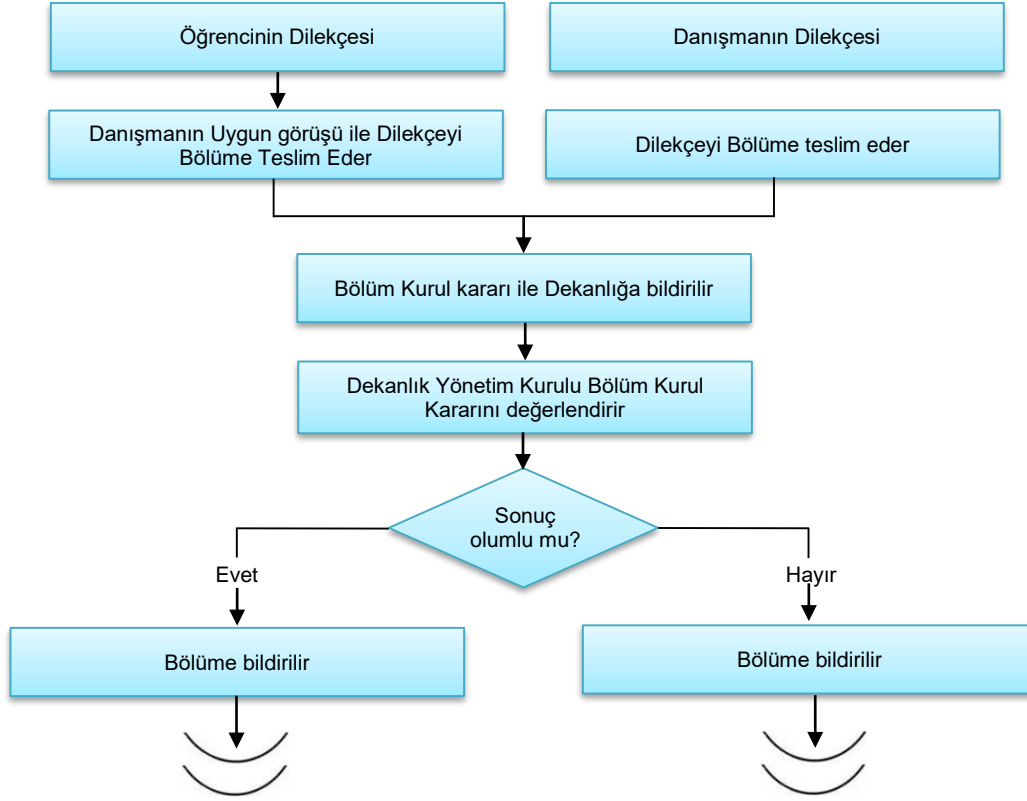 Öğrencinin Dilekçesi
Danışmanın Dilekçesi
Danışmanın Uygun görüşü ile Dilekçeyi
Bölüme Teslim Eder
Dilekçeyi Bölüme teslim eder
Bölüm Kurul kararı ile Dekanlığa bildirilir
Dekanlık Yönetim Kurulu Bölüm Kurul
Kararını değerlendirir
Sonuç
olumlu mu?
Evet
Hayır
Bölüme bildirilir
Bölüme bildirilir